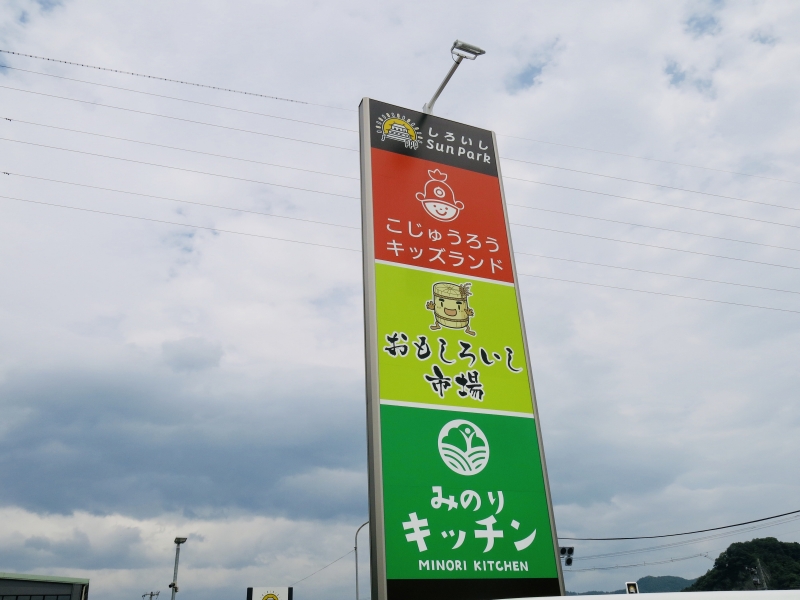 しろいし
Sun Park
こじゅうろう
キッズランド
おもしろいし
市場
みのり
キッチン
MINORI KITCHEN